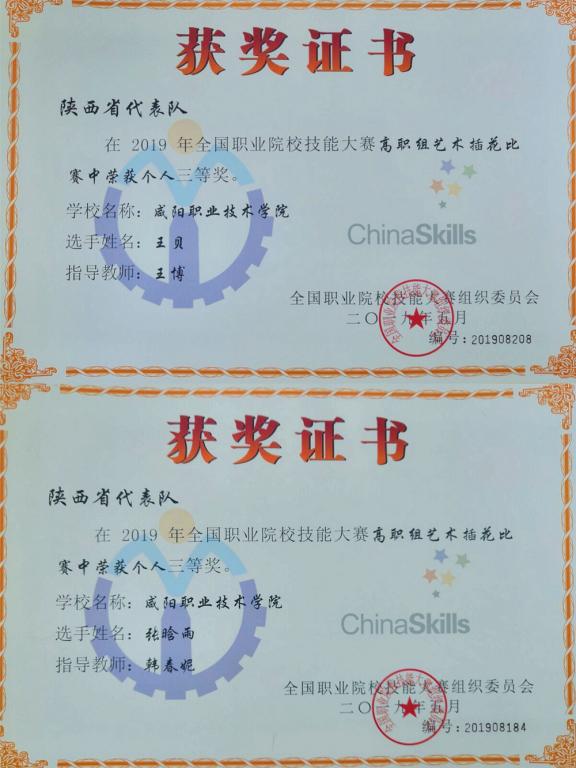 获奖证书
陕西省代表队
在 2019 年全国职业院校技能大赛高职组艺术插花比
赛中荣获个人三等奖。
学校名称：咸阳职业技术学院
选手姓名：王贝
指导教师：王博
ChinaSkills
全国职业院校技能大赛组织委员会
二〇一九年五月
编号：201908208
获奖证书
陕西省代表队
在 2019 年全国职业院校技能大赛高职组艺术插花比
赛中荣获个人三等奖。
学校名称：咸阳职业技术学院
选手姓名：张晗雨
指导教师：韩春妮
ChinaSkills
全国职业院校技能大赛组织委员会
二〇一九年五月
编号：201908184